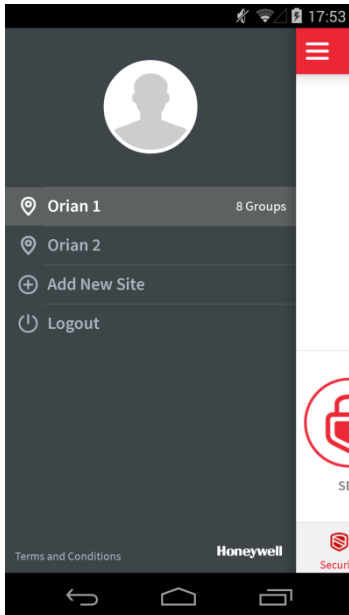 17:53
Orian 1 8 Groups
Orian 2
Add New Site
Logout
Terms and Conditions Honeywell